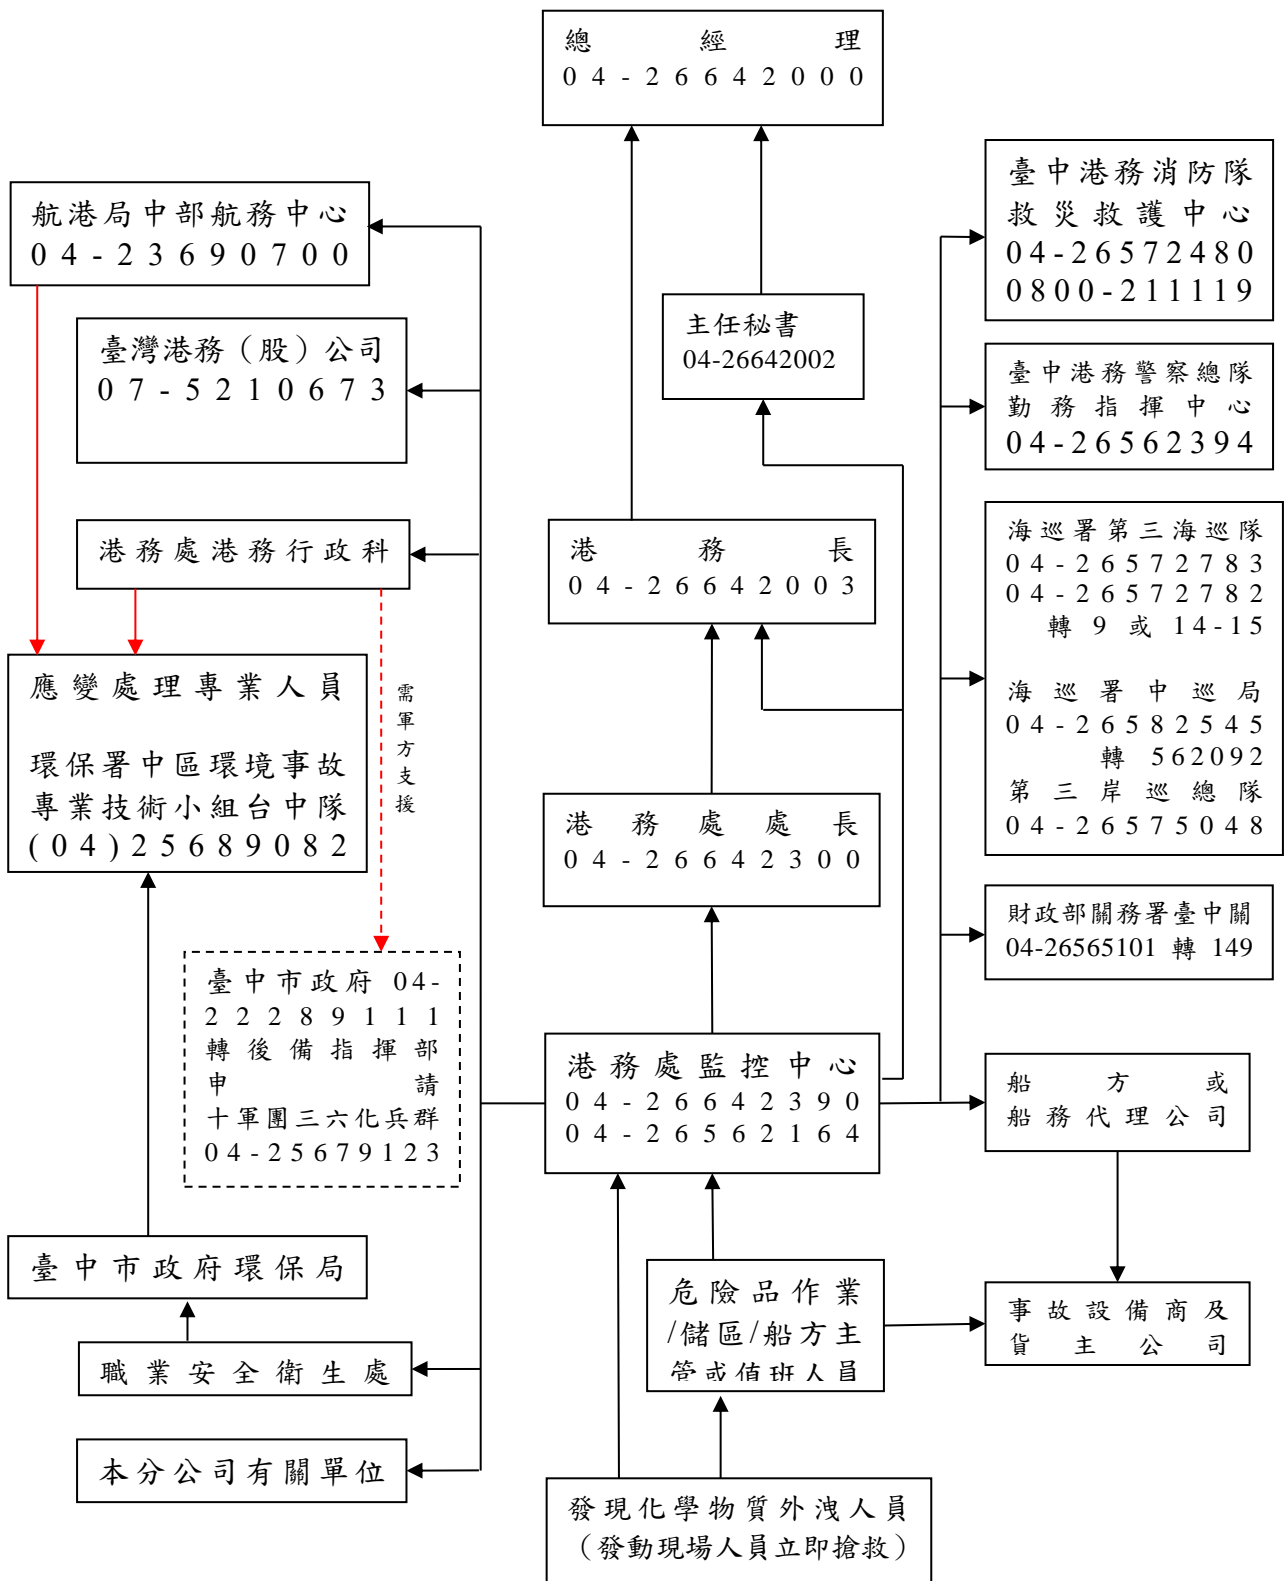 總經理
04-26642000
臺中港務消防隊
救災救護中心
04-26572480
0800-211119
航港局中部航務中心
04-23690700
主任秘書
04-26642002
臺灣港務（股）公司
07-5210673
臺中港務警察總隊
勤務指揮中心
04-26562394
港務處港務行政科
港務長
04-26642003
海巡署第三海巡隊
04-26572783
04-26572782
轉 9 或 14-15
海巡署中巡局
04-26582545
轉 562092
第三岸巡總隊
04-26575048
應變處理專業人員
環保署中區環境事故
專業技術小組台中隊
(04)25689082
需軍方支援
港務處處長
04-26642300
財政部關務署臺中關
04-26565101 轉 149
臺中市政府 04-
22289111
轉後備指揮部
申請
十軍團三六化兵群
04-25679123
港務處監控中心
04-26642390
04-26562164
船方或
船務代理公司
臺中市政府環保局
危險品作業
/儲區/船方主
管或值班人員
事故設備商及
貨主公司
職業安全衛生處
本分公司有關單位
發現化學物質外洩人員
（發動現場人員立即搶救）